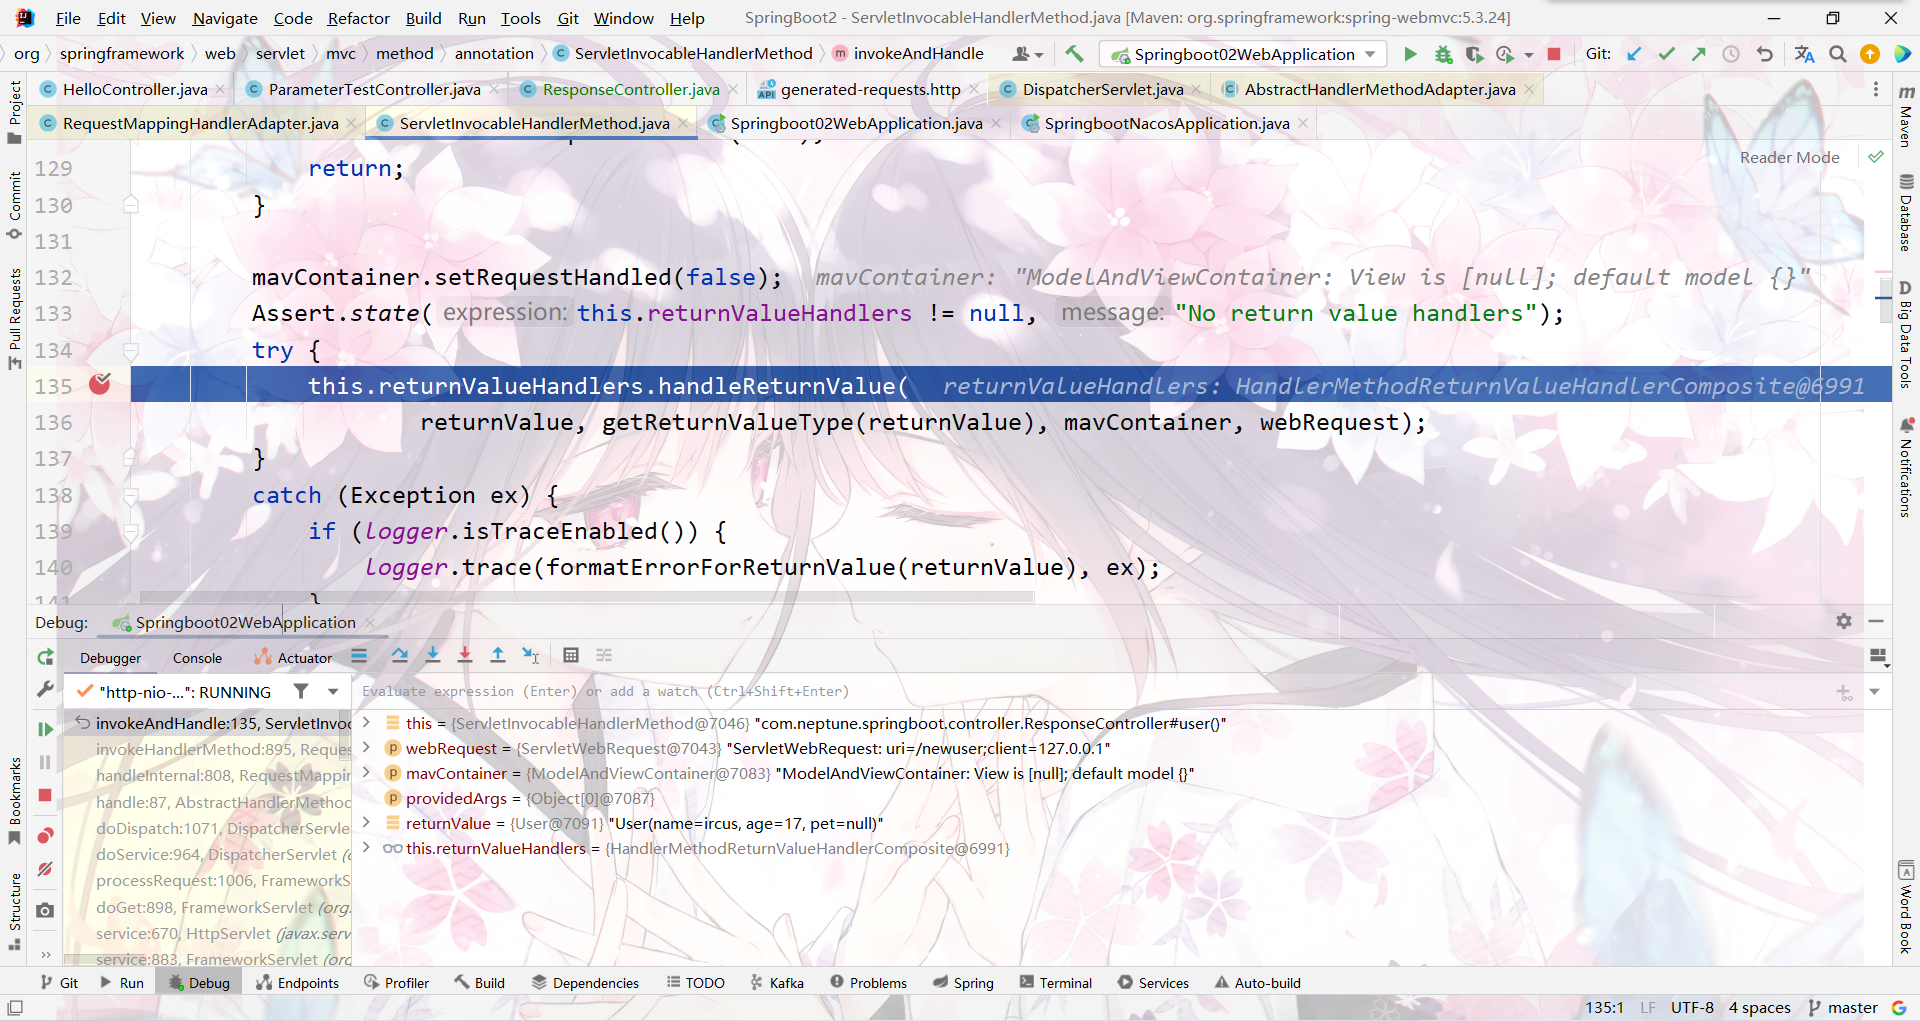 File Edit View Navigate Code Refactor Build Run Tools Git Window Help SpringBoot2 - ServletInvocableHandlerMethod.java [Maven: org.springframework:spring-webmvc:5.3.24]
org springframework web servlet mvc method annotation ServletInvocableHandlerMethod invokeAndHandle Springboot02WebApplication Git:
HelloController.java ParameterTestController.java ResponseController.java generated-requests.http DispatcherServlet.java AbstractHandlerMethodAdapter.java
RequestMappingHandlerAdapter.java ServletInvocableHandlerMethod.java Springboot02WebApplication.java SpringbootNacosApplication.java
Reader Mode
129 return;
130 }
131
132 mavContainer.setRequestHandled(false); mavContainer: "ModelAndViewContainer: View is [null]; default model {}"
133 Assert.state( expression: this.returnValueHandlers != null, message: "No return value handlers");
134 try {
135 this.returnValueHandlers.handleReturnValue( returnValueHandlers: HandlerMethodReturnValueHandlerComposite@6991
136 returnValue, getReturnValueType(returnValue), mavContainer, webRequest);
137 }
138 catch (Exception ex) {
139 if (logger.isTraceEnabled()) {
140 logger.trace(formatErrorForReturnValue(returnValue), ex);
141 }
Project
Commit
Pull Requests
Bookmarks
Structure
Maven
Database
Big Data Tools
Notifications
Word Book
Debug: Springboot02WebApplication
Debugger Console Actuator
"http-nio-...": RUNNING
Evaluate expression (Enter) or add a watch (Ctrl+Shift+Enter)
invokeAndHandle:135, ServletInvoc
invokeHandlerMethod:895, Reques
handleInternal:808, RequestMappin
handle:87, AbstractHandlerMethod
doDispatch:1071, DispatcherServle
doService:964, DispatcherServlet (o
processRequest:1006, FrameworkS
doGet:898, FrameworkServlet (org.
service:670, HttpServlet (javax.serv
service:883, FrameworkServlet (org
this = {ServletInvocableHandlerMethod@7046} "com.neptune.springboot.controller.ResponseController#user()"
webRequest = {ServletWebRequest@7043} "ServletWebRequest: uri=/newuser;client=127.0.0.1"
mavContainer = {ModelAndViewContainer@7083} "ModelAndViewContainer: View is [null]; default model {}"
providedArgs = {Object[0]@7087}
returnValue = {User@7091} "User(name=ircus, age=17, pet=null)"
this.returnValueHandlers = {HandlerMethodReturnValueHandlerComposite@6991}
Git Run Debug Endpoints Profiler Build Dependencies TODO Kafka Problems Spring Terminal Services Auto-build
135:1 LF UTF-8 4 spaces master